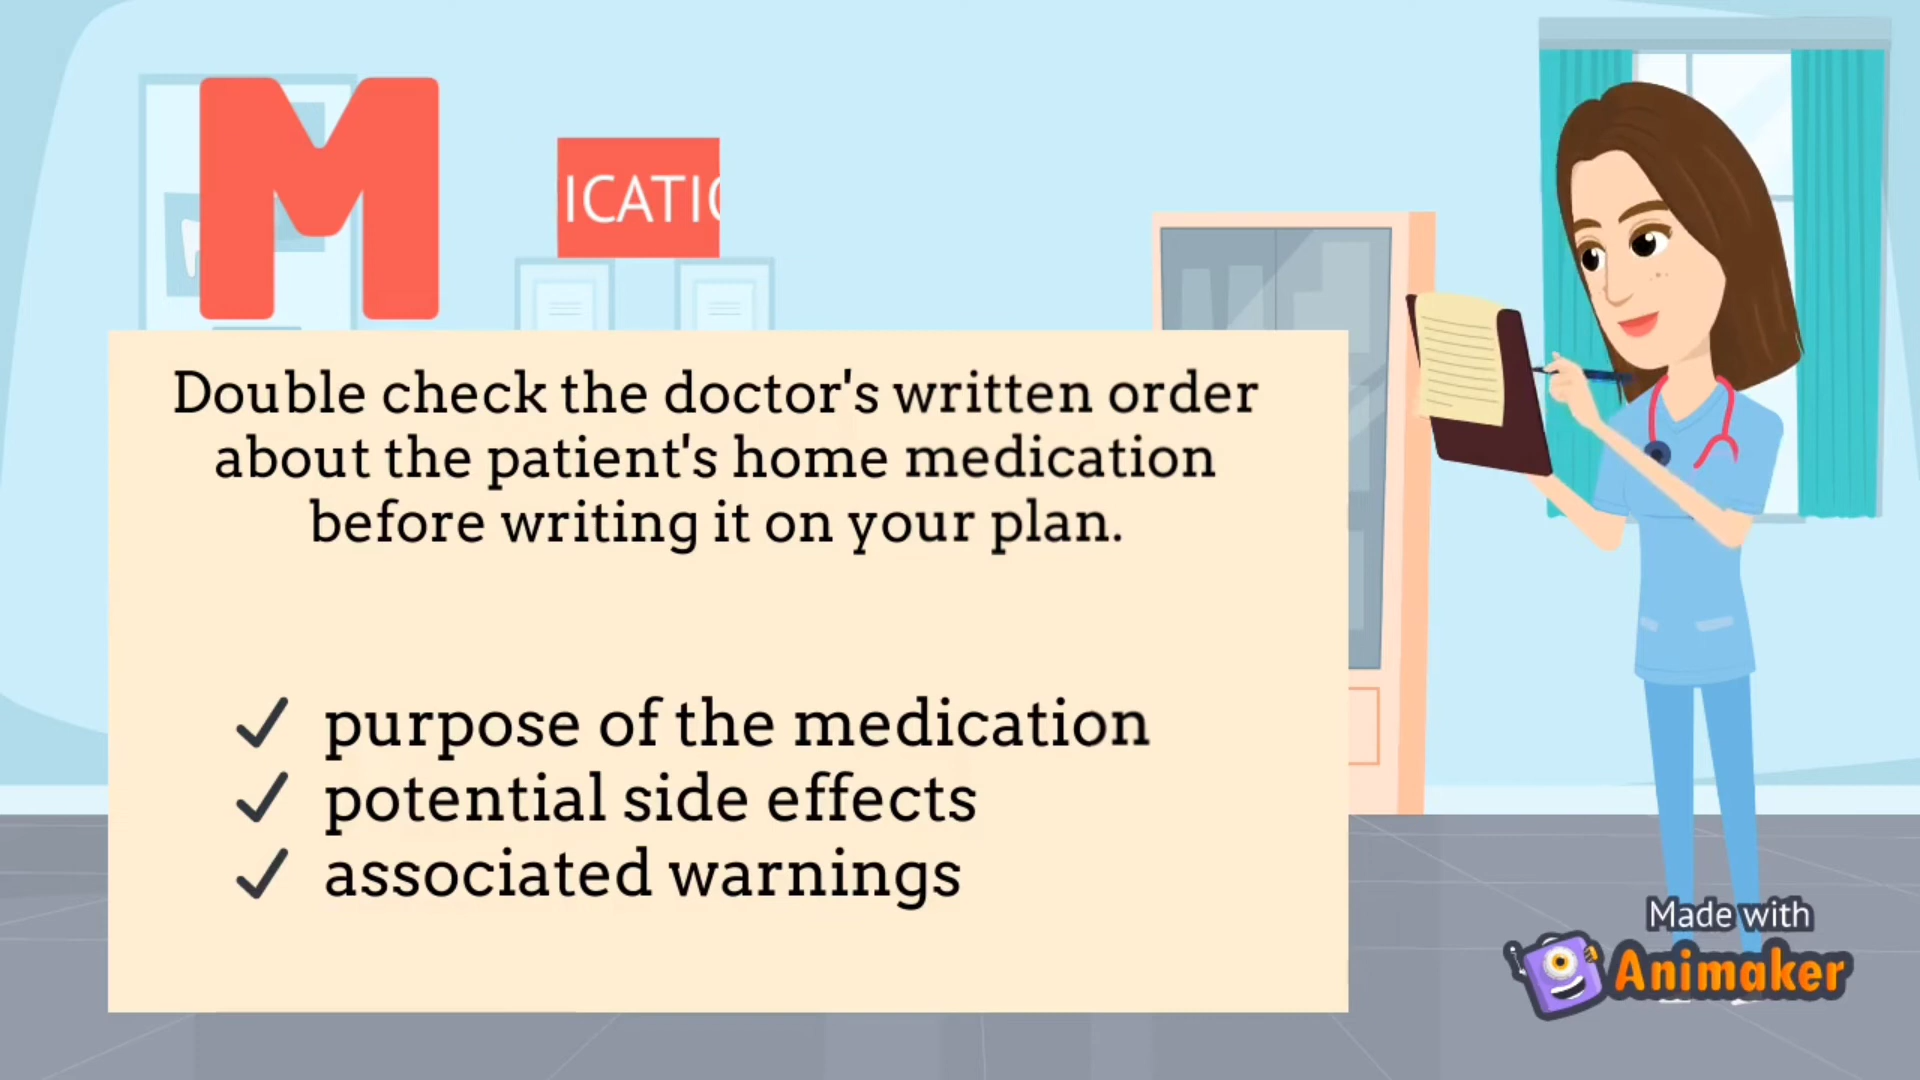 M
ICATIO
Double check the doctor's written order
about the patient's home medication
before writing it on your plan.
✓ purpose of the medication
✓ potential side effects
✓ associated warnings
Made with
Animaker